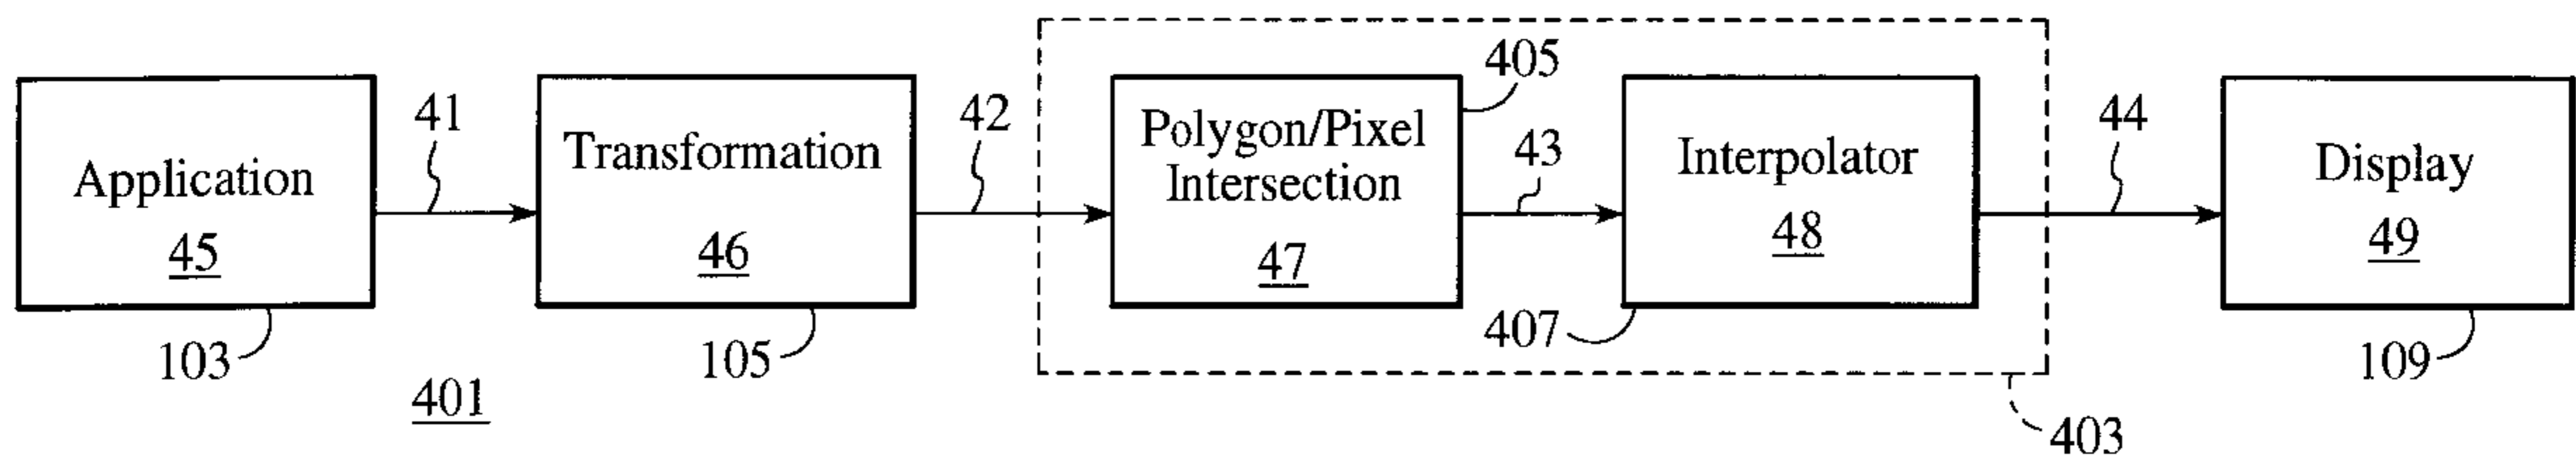 Application
45
103
41
401
Transformation
46
105
42
Polygon/Pixel
Intersection
47
405
43
Interpolator
48
407
403
44
Display
49
109